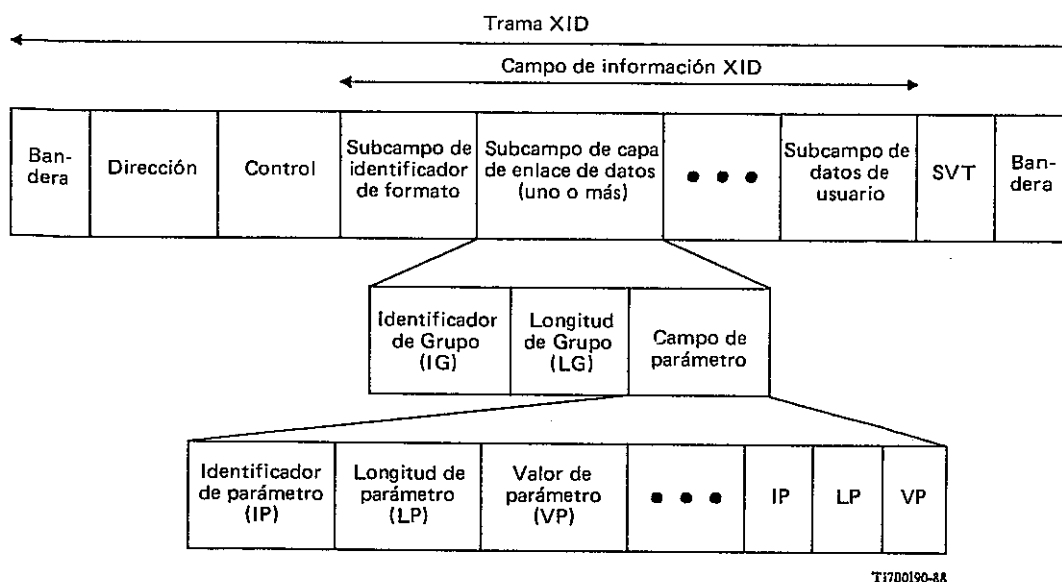 Trama XID
Campo de información XID
Ban-
dera
Dirección
Control
Subcampo de
identificador
de formato
Subcampo de capa
de enlace de datos
(uno o más)
Subcampo de
datos de
usuario
SVT
Ban-
dera
Identificador
de Grupo
(IG)
Longitud
de Grupo
(LG)
Campo de
parámetro
Identificador
de parámetro
(IP)
Longitud de
parámetro
(LP)
Valor de
parámetro
(VP)
IP
LP
VP
T1700190-88